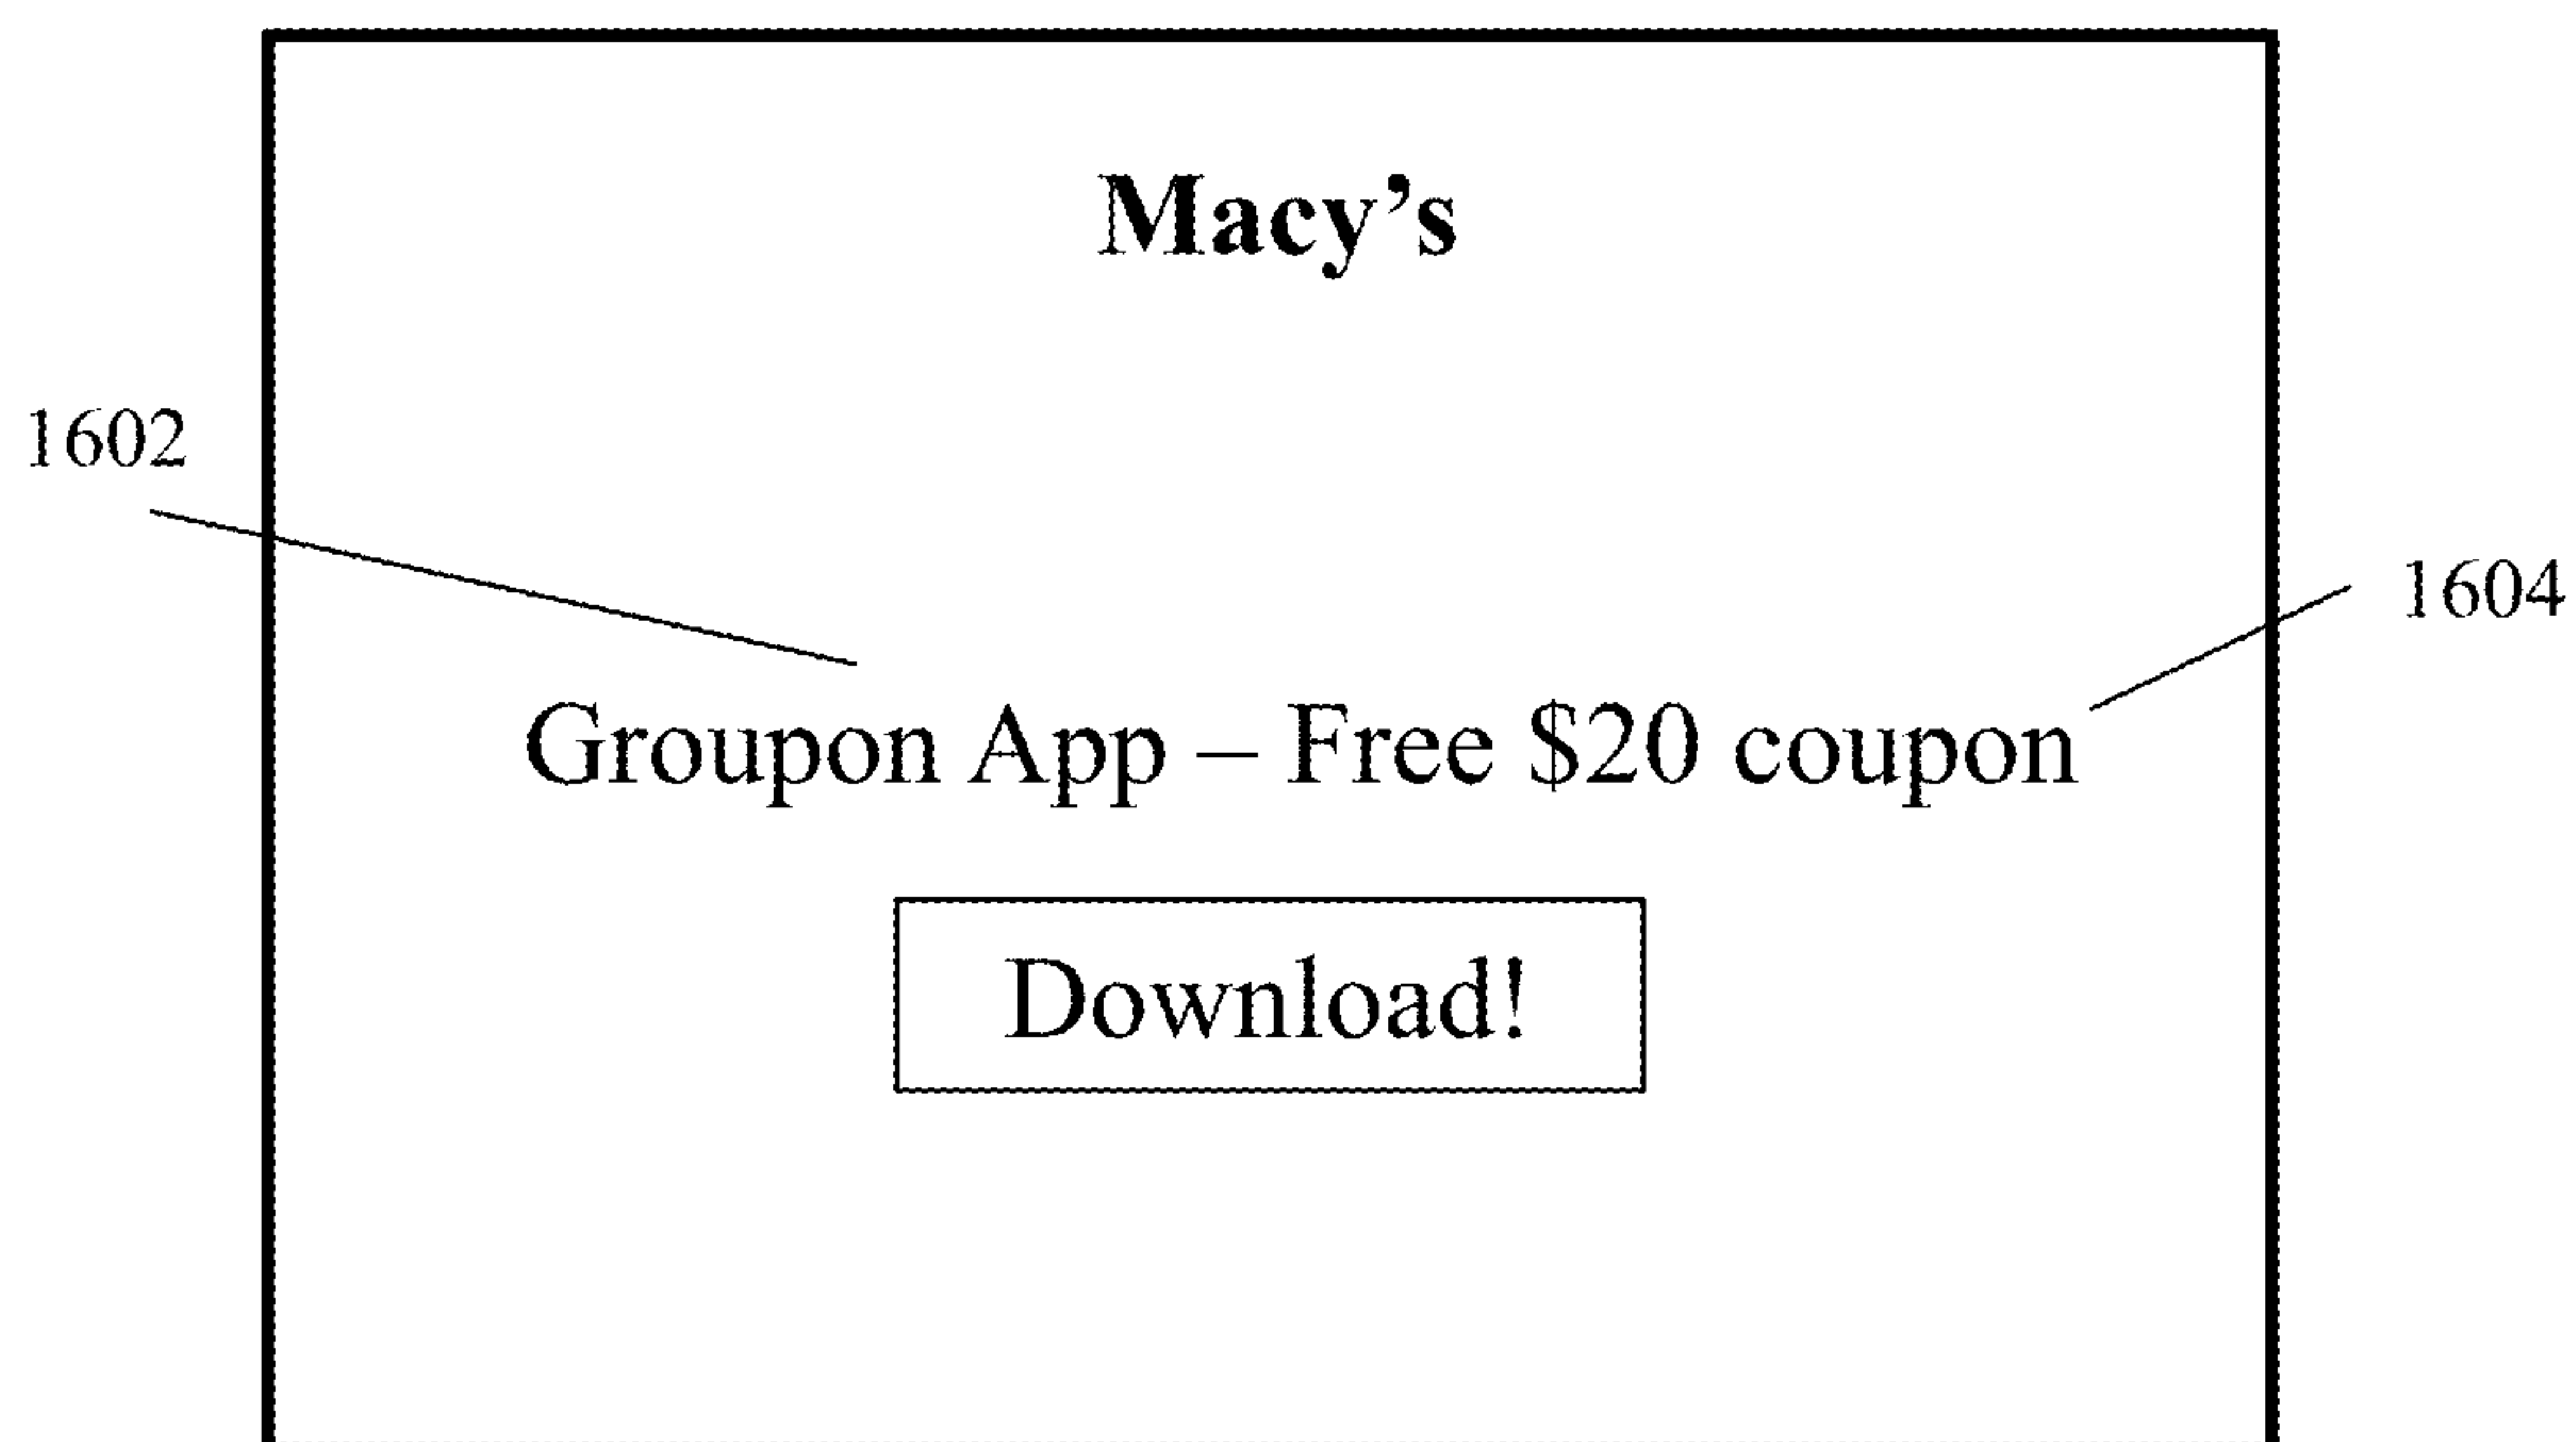 Macy’s
1602
1604
Groupon App – Free $20 coupon
Download!